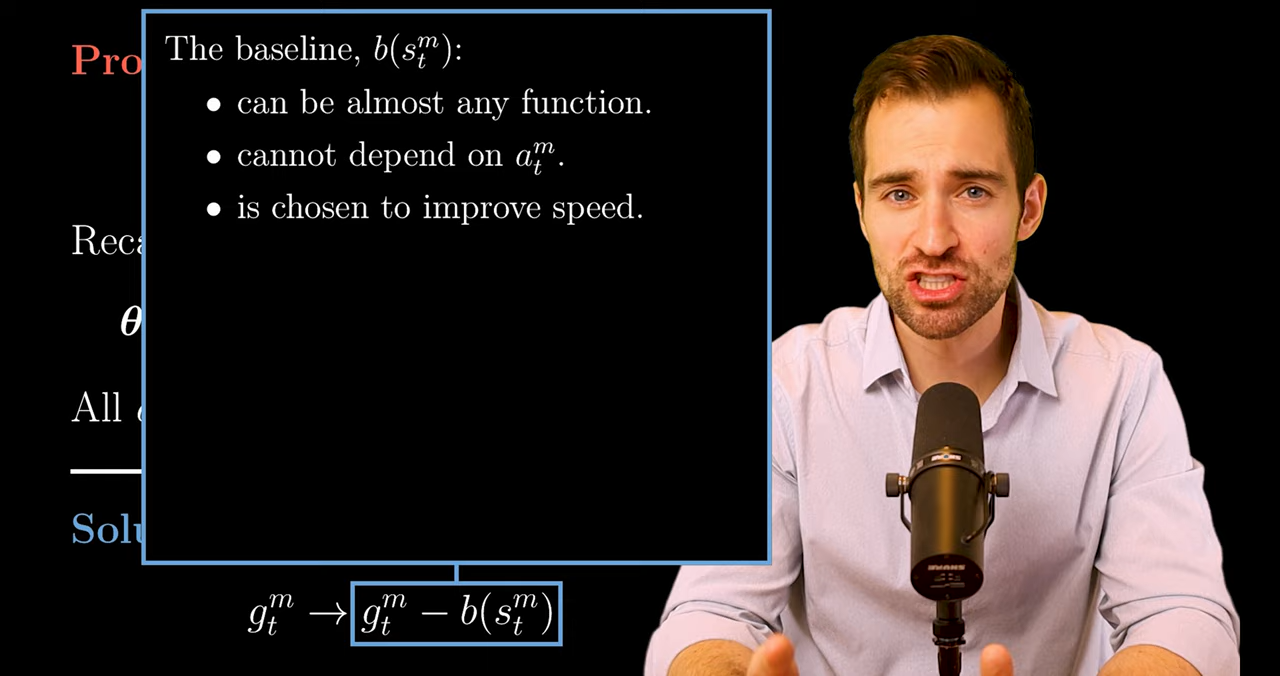 Pro
The baseline, b(s_t^m):
• can be almost any function.
• cannot depend on a_t^m.
• is chosen to improve speed.
Reca
θ
All
Solu
g_t^m → g_t^m − b(s_t^m)
SHURE